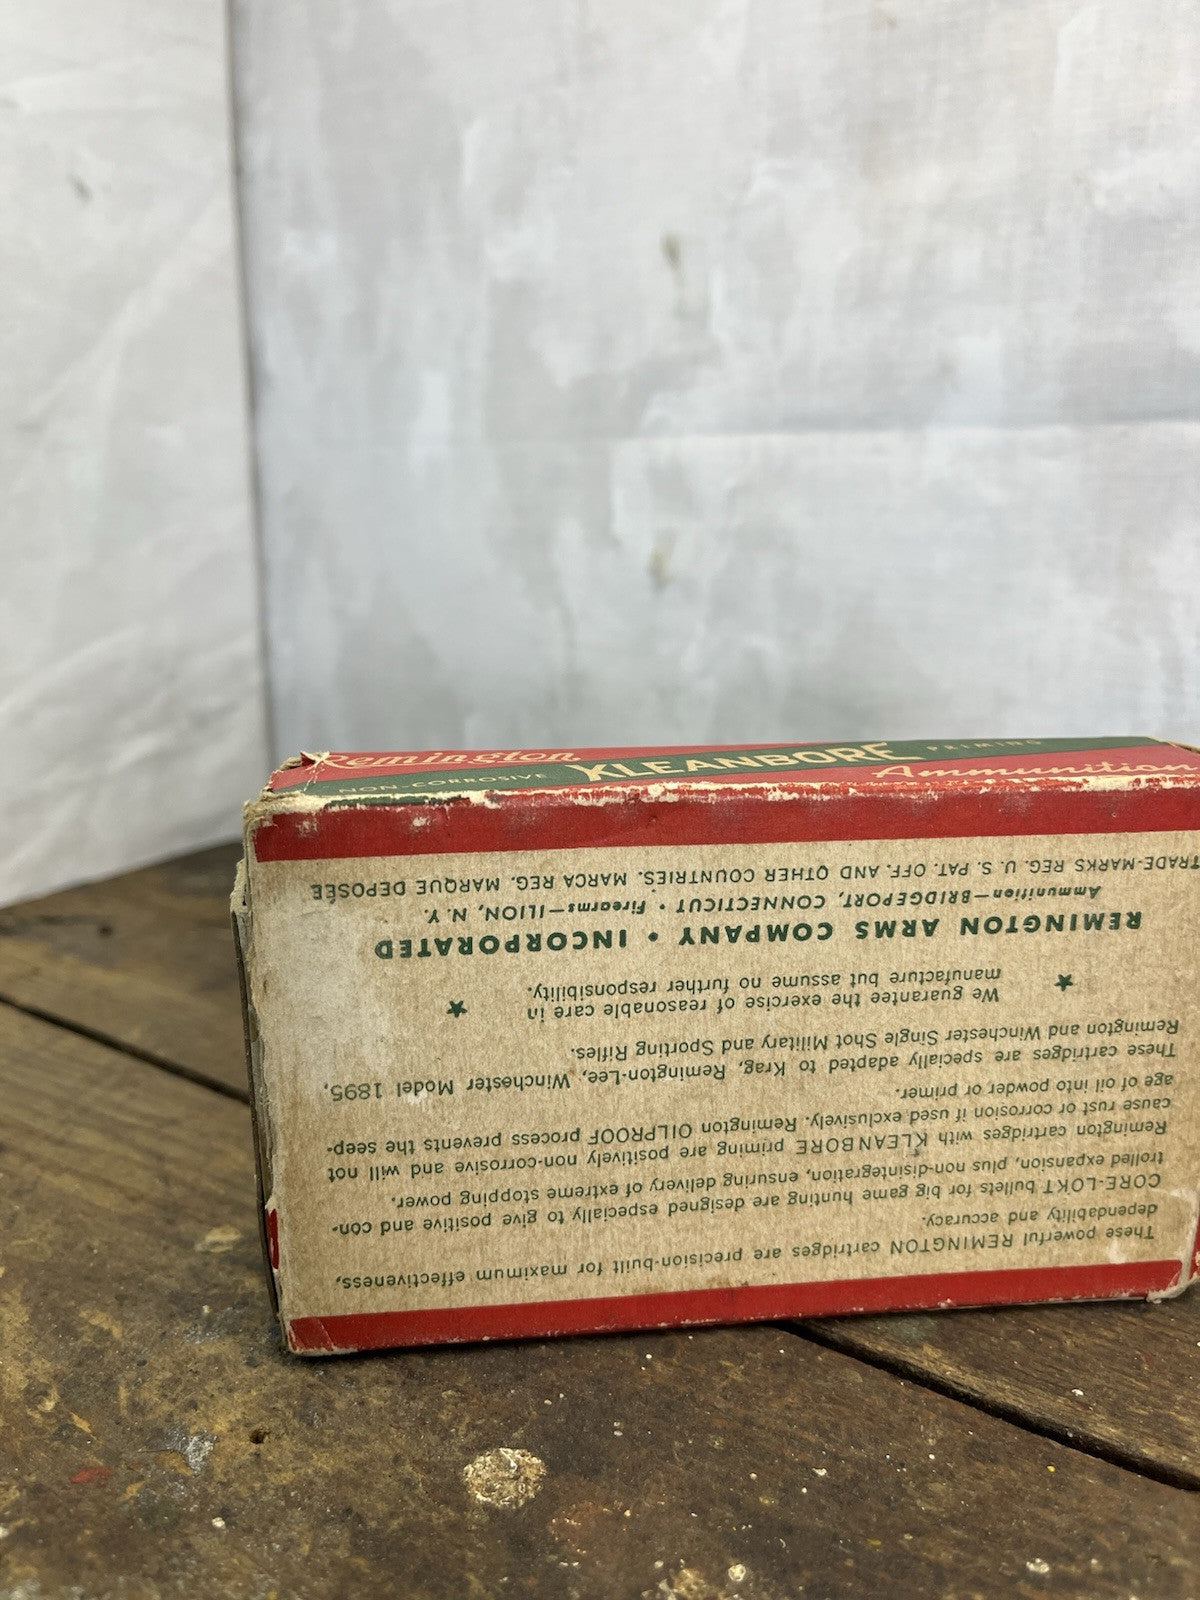 Remington
NON-CORROSIVE KLEANBORE PRIMING
Ammunition
These powerful REMINGTON cartridges are precision-built for maximum effectiveness,
dependability and accuracy.
CORE-LOKT bullets for big game hunting are designed especially to give positive and con-
trolled expansion, plus non-disintegration, ensuring delivery of extreme stopping power.
Remington cartridges with KLEANBORE priming are positively non-corrosive and will not
cause rust or corrosion if used exclusively. Remington OILPROOF process prevents the seep-
age of oil into powder or primer.
These cartridges are specially adapted to Krag, Remington-Lee, Winchester Model 1895,
Remington and Winchester Single Shot Military and Sporting Rifles.
We guarantee the exercise of reasonable care in
manufacture but assume no further responsibility.
REMINGTON ARMS COMPANY • INCORPORATED
Ammunition—BRIDGEPORT, CONNECTICUT • Firearms—ILION, N.Y.
TRADE-MARKS REG. U. S. PAT. OFF. AND OTHER COUNTRIES. MARCA REG. MARQUE DEPOSÉE